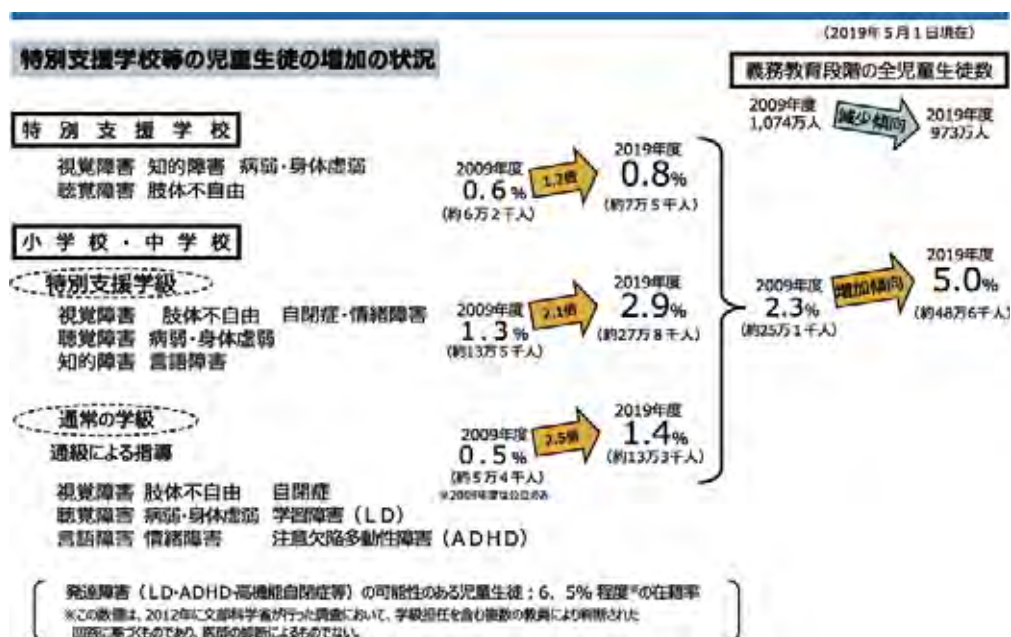 （2019年5月1日現在）
特別支援学校等の児童生徒の増加の状況
義務教育段階の全児童生徒数
2009年度
1,074万人
減少傾向
2019年度
973万人
特別支援学校
視覚障害 知的障害 病弱・身体虚弱
聴覚障害 肢体不自由
2009年度
0.6%
（約6万2千人）
1.2倍
2019年度
0.8%
（約7万5千人）
小学校・中学校
特別支援学級
視覚障害 肢体不自由 自閉症・情緒障害
聴覚障害 病弱・身体虚弱
知的障害 言語障害
2009年度
1.3%
（約13万5千人）
2.1倍
2019年度
2.9%
（約27万8千人）
2009年度
2.3%
（約25万1千人）
増加傾向
2019年度
5.0%
（約48万6千人）
通常の学級
通級による指導
視覚障害 肢体不自由 自閉症
聴覚障害 病弱・身体虚弱 学習障害（LD）
言語障害 情緒障害 注意欠陥多動性障害（ADHD）
2009年度
0.5%
（約5万4千人）
※2009年度は公立のみ
2.5倍
2019年度
1.4%
（約13万3千人）
発達障害（LD・ADHD・高機能自閉症等）の可能性のある児童生徒：6．5%程度※の在籍率
※この数値は、2012年に文部科学省が行った調査において、学級担任を含む複数の教員により判断された
回答に基づくものであり、医師の診断によるものでない。